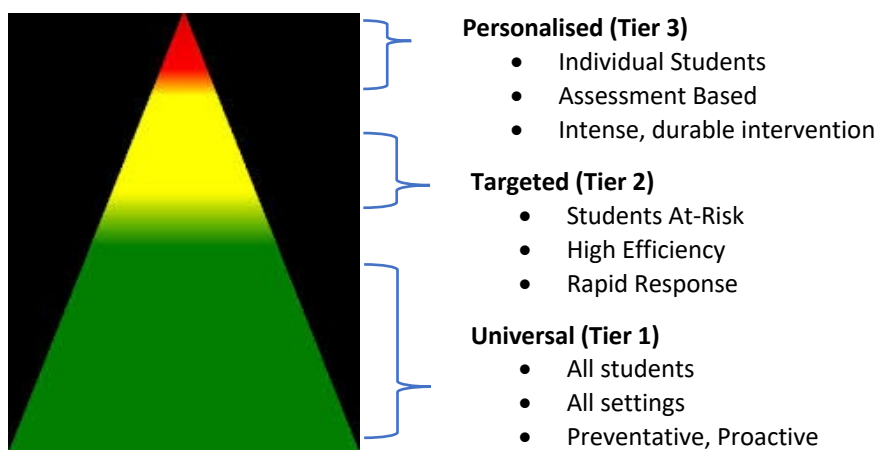 Personalised (Tier 3)
• Individual Students
• Assessment Based
• Intense, durable intervention
Targeted (Tier 2)
• Students At-Risk
• High Efficiency
• Rapid Response
Universal (Tier 1)
• All students
• All settings
• Preventative, Proactive